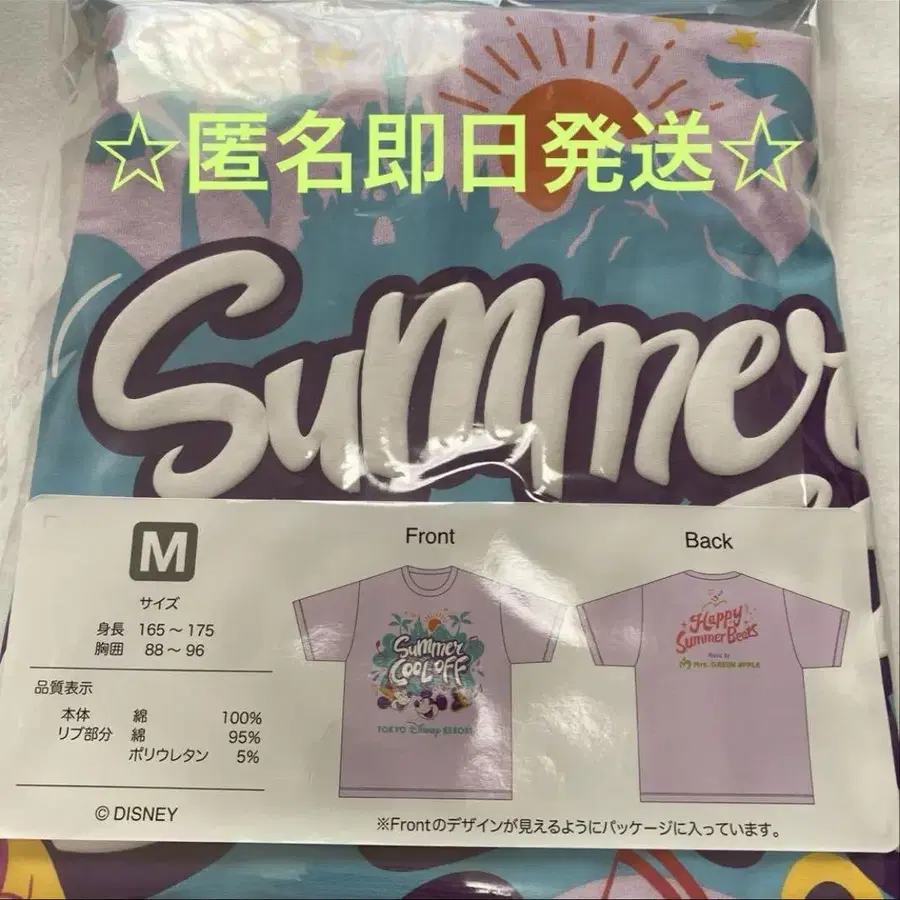 ☆匿名即日発送☆
Summer
M
サイズ
身長 165～175
胸囲 88～96
品質表示
本体 綿 100%
リブ部分 綿 95%
ポリウレタン 5%
© DISNEY
Front
Summer
COOL OFF
TOKYO Disney RESORT
Back
Happy
Summer Beats
Music by
Mrs. GREEN APPLE
※Frontのデザインが見えるようにパッケージに入っています。